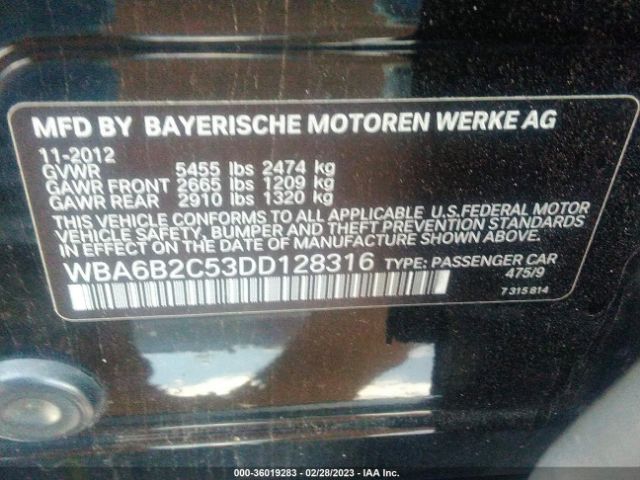 MFD BY BAYERISCHE MOTOREN WERKE AG
11-2012
GVWR 5455 lbs 2474 kg
GAWR FRONT 2665 lbs 1209 kg
GAWR REAR 2910 lbs 1320 kg
THIS VEHICLE CONFORMS TO ALL APPLICABLE U.S.FEDERAL MOTOR
VEHICLE SAFETY, BUMPER AND THEFT PREVENTION STANDARDS
IN EFFECT ON THE DATE OF MANUFACTURE SHOWN ABOVE.
WBA6B2C53DD128316 TYPE: PASSENGER CAR
475/9
7 315 814
000-36019283 - 02/28/2023 - IAA Inc.